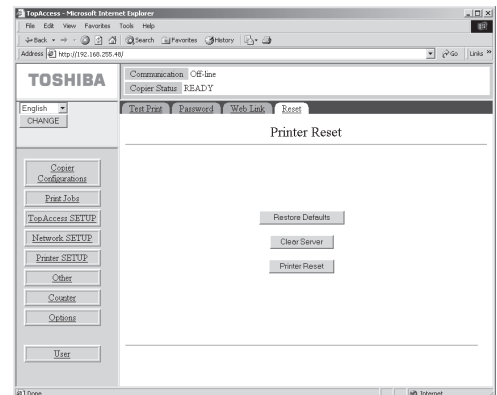 TopAccess - Microsoft Internet Explorer
File Edit View Favorites Tools Help
Back Search Favorites History
Address http://192.168.255.48/ Go Links »
TOSHIBA
Communication Off-line
Copier Status READY
English
CHANGE
Test Print Password Web Link Reset
Printer Reset
Copier
Configurations
Print Jobs
TopAccess SETUP
Network SETUP
Printer SETUP
Other
Counter
Options
User
Restore Defaults
Clear Server
Printer Reset
Done Internet